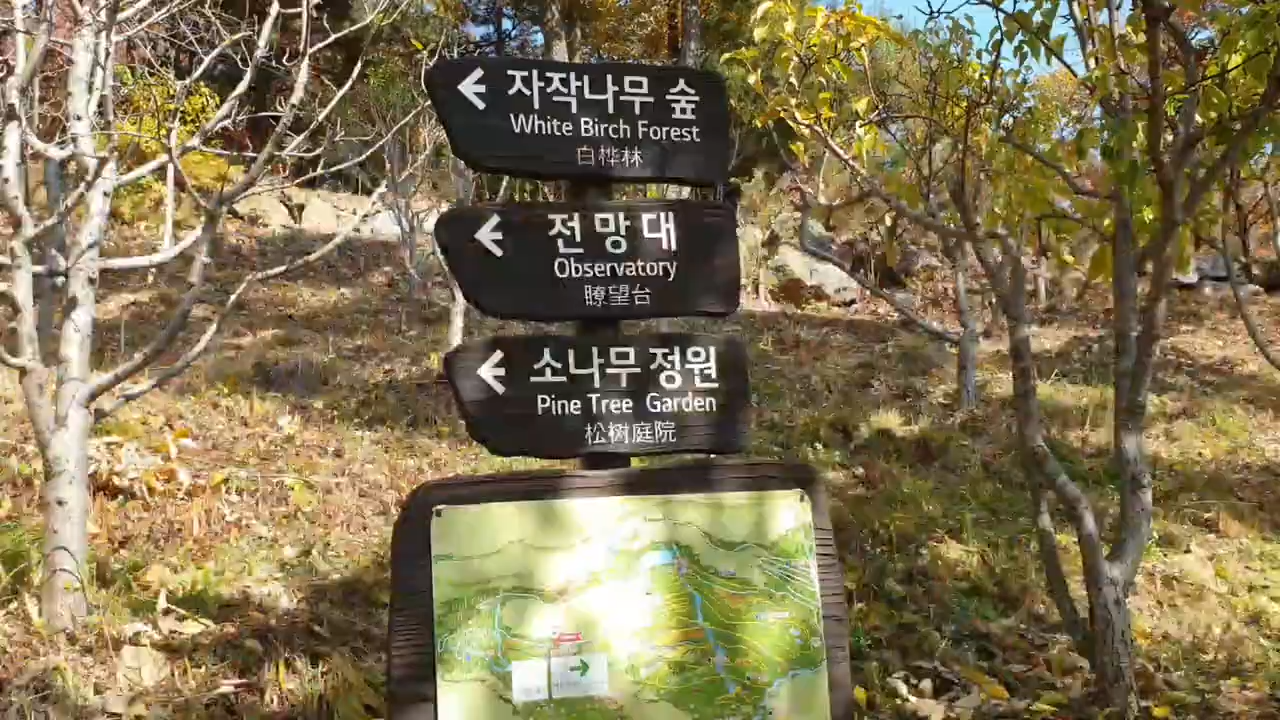 자작나무 숲
White Birch Forest
白桦林
전망대
Observatory
瞭望台
소나무 정원
Pine Tree Garden
松树庭院